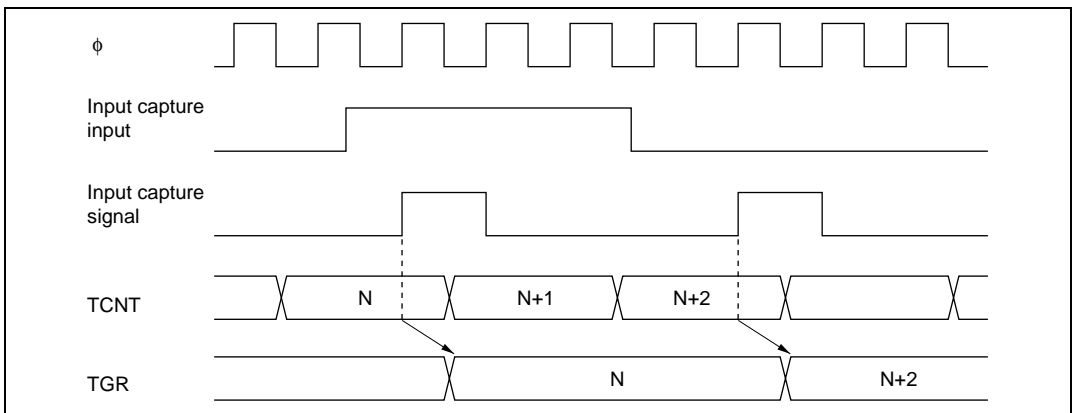 ϕ
Input capture
input
Input capture
signal
TCNT
N
N+1
N+2
TGR
N
N+2